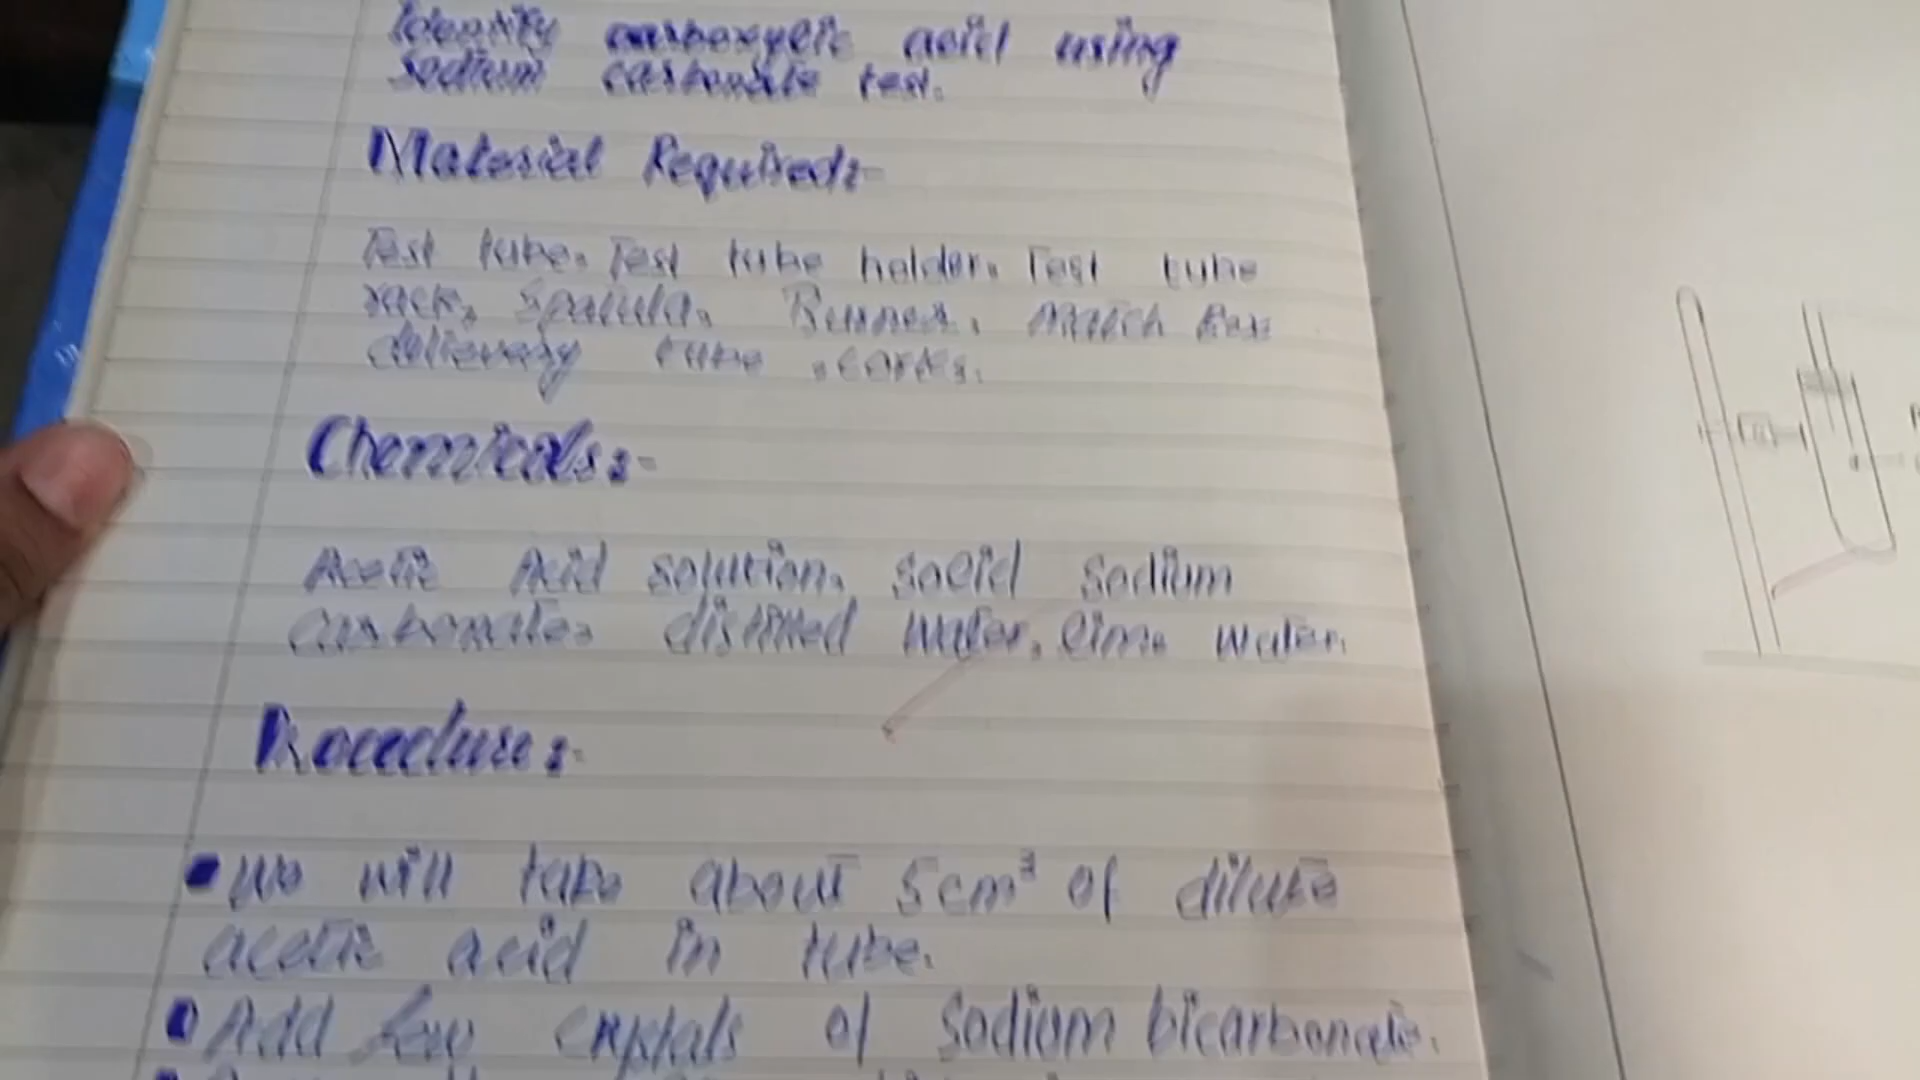 Identify carboxylic acid using
sodium carbonate test.
Material Required:-
Test tube, Test tube holder, Test tube
rack, Spatula, Burner, Match Box
dilievery tube, corks.
Chemicals:-
Acetic Acid solution, solid sodium
carbonate, distilled water, lime water.
Procedure:-
• We will take about 5cm³ of dilute
acetic acid in tube.
• Add few crystals of sodium bicarbonate.